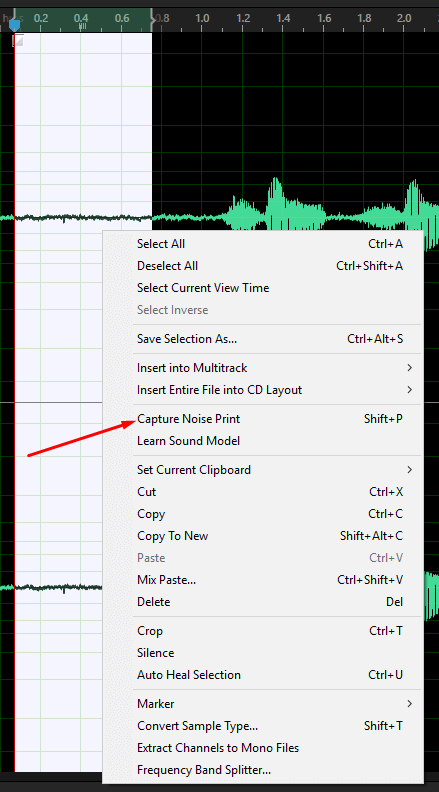 hms 0.2 0.4 0.6 0.8 1.0 1.2 1.4 1.6 1.8 2.0
Select All Ctrl+A
Deselect All Ctrl+Shift+A
Select Current View Time
Select Inverse
Save Selection As... Ctrl+Alt+S
Insert into Multitrack
Insert Entire File into CD Layout
Capture Noise Print Shift+P
Learn Sound Model
Set Current Clipboard
Cut Ctrl+X
Copy Ctrl+C
Copy To New Shift+Alt+C
Paste Ctrl+V
Mix Paste... Ctrl+Shift+V
Delete Del
Crop Ctrl+T
Silence
Auto Heal Selection Ctrl+U
Marker
Convert Sample Type... Shift+T
Extract Channels to Mono Files
Frequency Band Splitter...